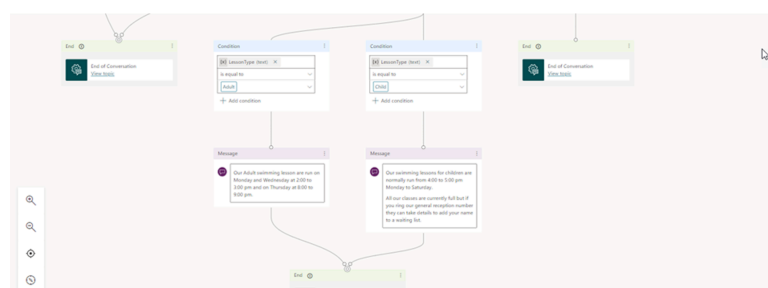 End
End of Conversation
View topic
Condition
{x} LessonType (text) ×
is equal to
Adult
+ Add condition
Condition
{x} LessonType (text) ×
is equal to
Child
+ Add condition
End
End of Conversation
View topic
Message
Our Adult swimming lesson are run on
Monday and Wednesday at 2:00 to
3:00 pm and on Thursday at 8:00 to
9:00 pm.
Message
Our swimming lessons for children are
normally run from 4:00 to 5:00 pm
Monday to Saturday.
All our classes are currently full but if
you ring our general reception number
they can take details to add your name
to a waiting list
End